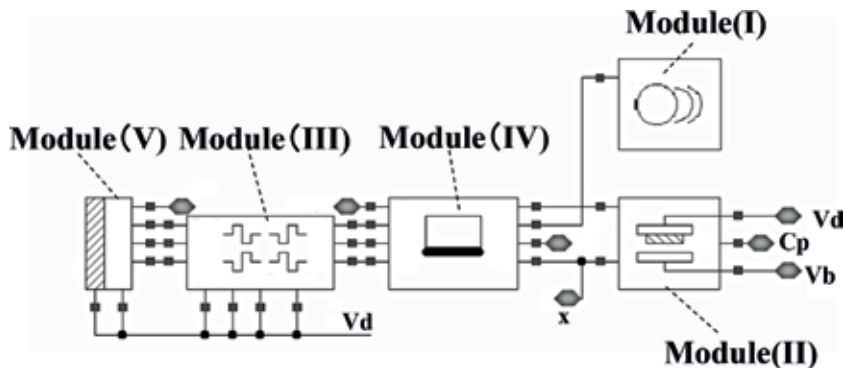 Module(I)
Module(V)
Module(III)
Module(IV)
Vd
Cp
Vb
x
Vd
Module(II)